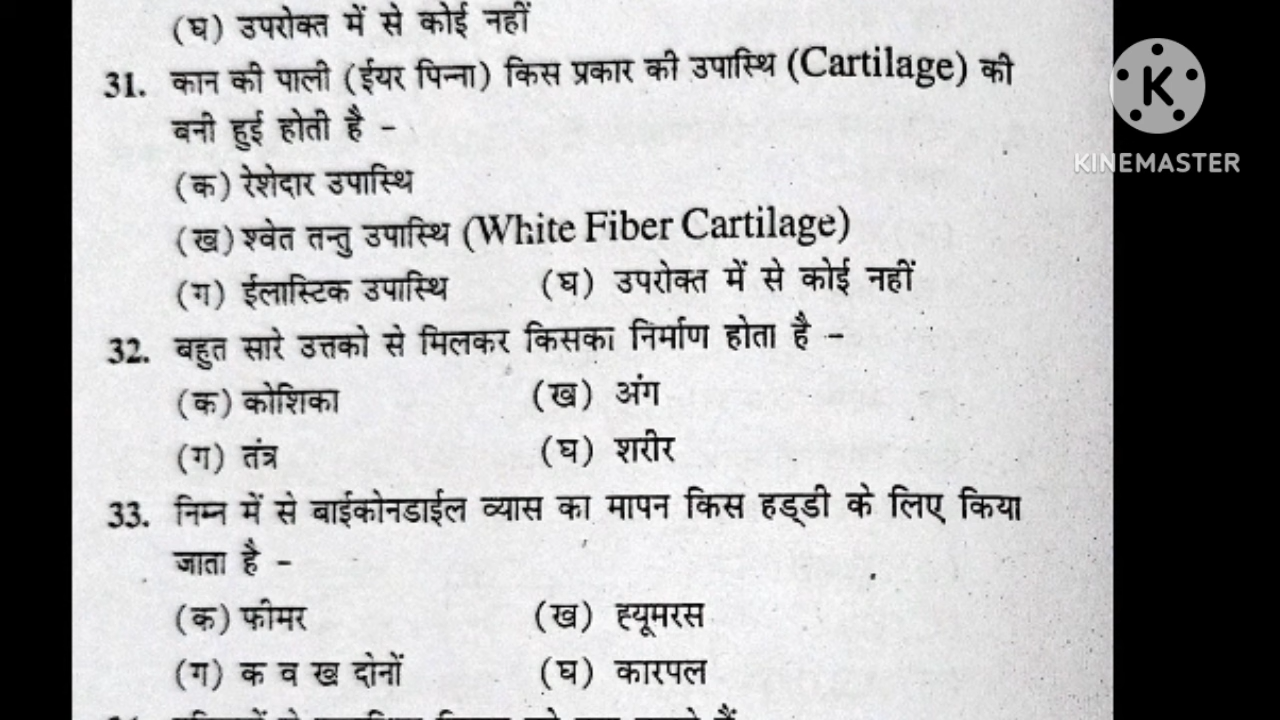 (घ) उपरोक्त में से कोई नहीं
31. कान की पाली (ईयर पिन्ना) किस प्रकार की उपास्थि (Cartilage) की
बनी हुई होती है –
(क) रेशेदार उपास्थि
(ख) श्वेत तन्तु उपास्थि (White Fiber Cartilage)
(ग) ईलास्टिक उपास्थि (घ) उपरोक्त में से कोई नहीं
32. बहुत सारे उत्तको से मिलकर किसका निर्माण होता है –
(क) कोशिका (ख) अंग
(ग) तंत्र (घ) शरीर
33. निम्न में से बाईकोनडाईल व्यास का मापन किस हड्डी के लिए किया
जाता है –
(क) फीमर (ख) ह्यूमरस
(ग) क व ख दोनों (घ) कारपल
K
KINEMASTER